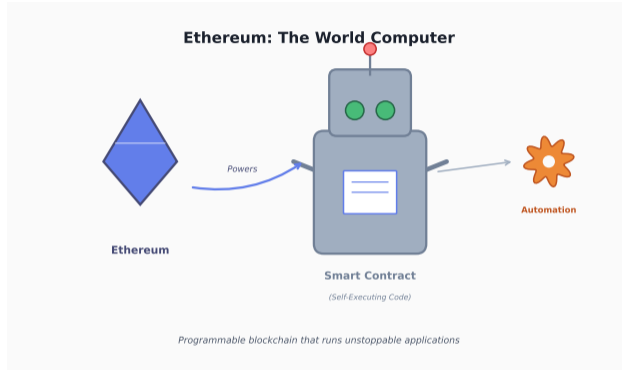 Ethereum: The World Computer
Powers
Automation
Ethereum
Smart Contract
(Self-Executing Code)
Programmable blockchain that runs unstoppable applications